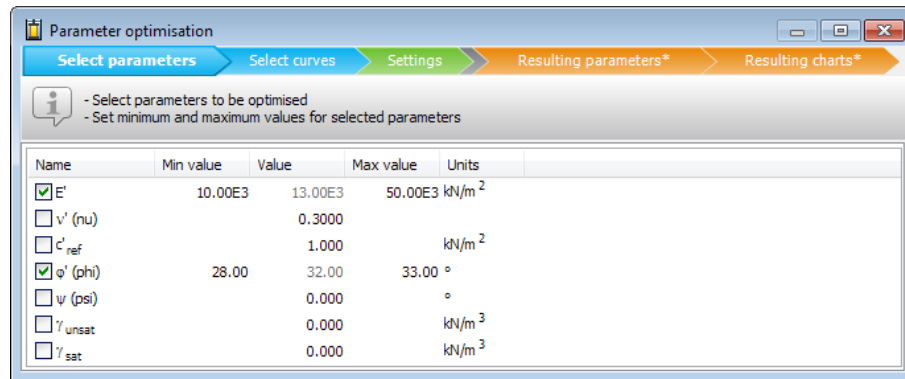 Parameter optimisation
Select parameters Select curves Settings Resulting parameters* Resulting charts*
- Select parameters to be optimised
- Set minimum and maximum values for selected parameters
Name Min value Value Max value Units
E' 10.00E3 13.00E3 50.00E3 kN/m 2
ν' (nu) 0.3000
c'ref 1.000 kN/m 2
φ' (phi) 28.00 32.00 33.00 °
ψ (psi) 0.000 °
γunsat 0.000 kN/m 3
γsat 0.000 kN/m 3